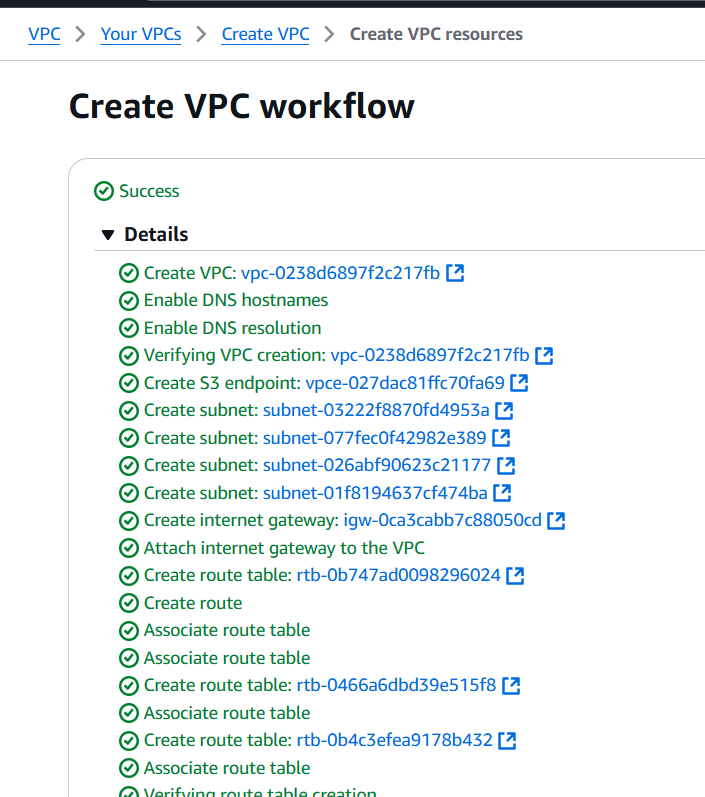 VPC > Your VPCs > Create VPC > Create VPC resources
Create VPC workflow
Success
Details
Create VPC: vpc-0238d6897f2c217fb
Enable DNS hostnames
Enable DNS resolution
Verifying VPC creation: vpc-0238d6897f2c217fb
Create S3 endpoint: vpce-027dac81ffc70fa69
Create subnet: subnet-03222f8870fd4953a
Create subnet: subnet-077fec0f42982e389
Create subnet: subnet-026abf90623c21177
Create subnet: subnet-01f8194637cf474ba
Create internet gateway: igw-0ca3cabb7c88050cd
Attach internet gateway to the VPC
Create route table: rtb-0b747ad0098296024
Create route
Associate route table
Associate route table
Create route table: rtb-0466a6dbd39e515f8
Associate route table
Create route table: rtb-0b4c3efea9178b432
Associate route table
Verifying route table creation